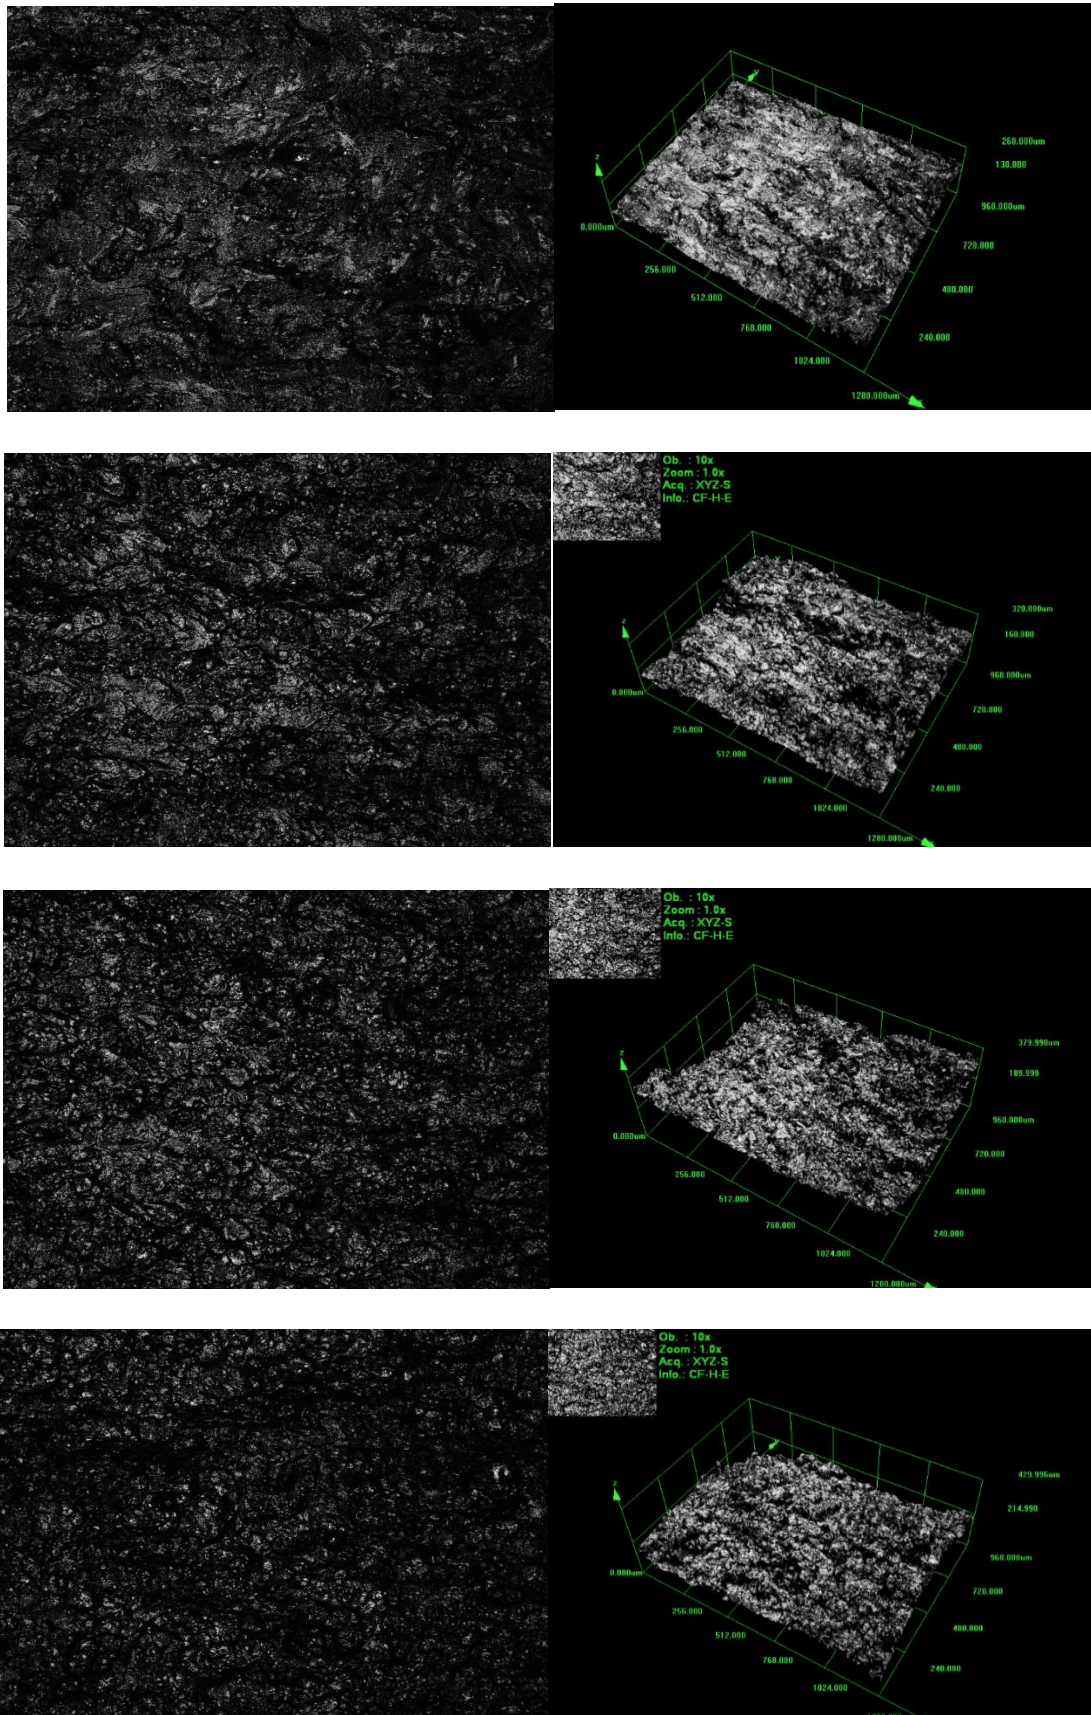 y
z
260.000um
130.000
960.000um
0.000um
720.000
256.000
480.000
512.000
240.000
768.000
1024.000
1280.000um
Ob. : 10x
Zoom : 1.0x
Acq. : XYZ-S
Info.: CF-H-E
z
320.000um
160.000
960.000um
0.000um
720.000
256.000
480.000
512.000
240.000
768.000
1024.000
1280.000um
Ob. : 10x
Zoom : 1.0x
Acq. : XYZ-S
Info.: CF-H-E
z
379.998um
189.999
960.000um
0.000um
720.000
256.000
480.000
512.000
240.000
768.000
1024.000
1280.000um
Ob. : 10x
Zoom : 1.0x
Acq. : XYZ-S
Info.: CF-H-E
z
429.996um
214.998
960.000um
0.000um
720.000
256.000
480.000
512.000
240.000
768.000
1024.000